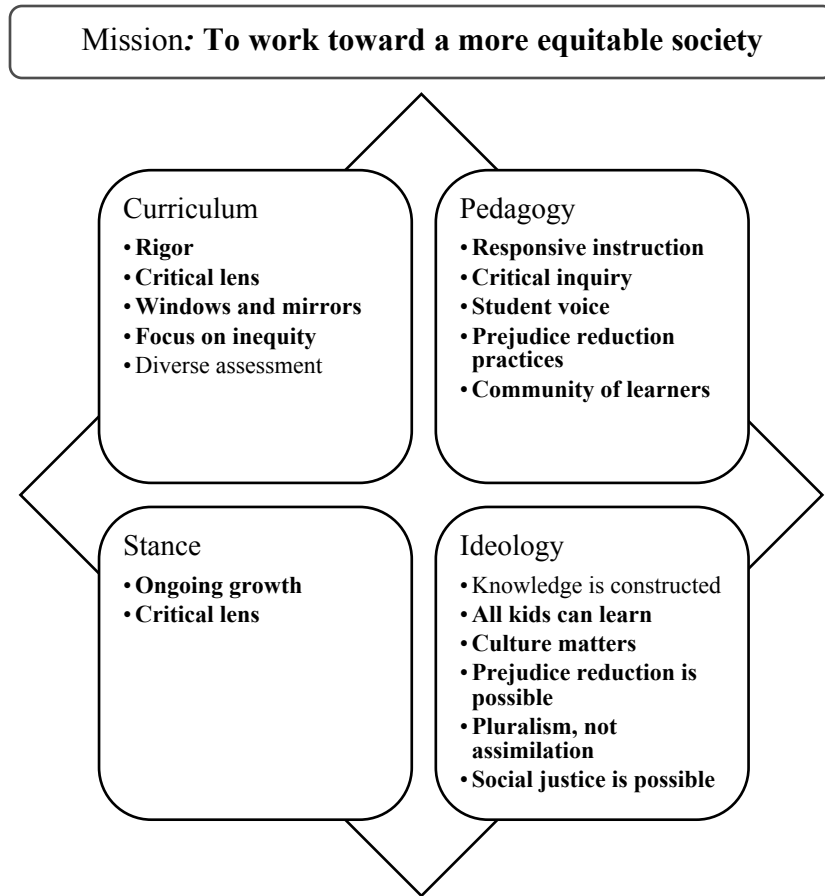 Mission: To work toward a more equitable society
Curriculum
• Rigor
• Critical lens
• Windows and mirrors
• Focus on inequity
• Diverse assessment
Pedagogy
• Responsive instruction
• Critical inquiry
• Student voice
• Prejudice reduction
practices
• Community of learners
Stance
• Ongoing growth
• Critical lens
Ideology
• Knowledge is constructed
• All kids can learn
• Culture matters
• Prejudice reduction is
possible
• Pluralism, not
assimilation
• Social justice is possible